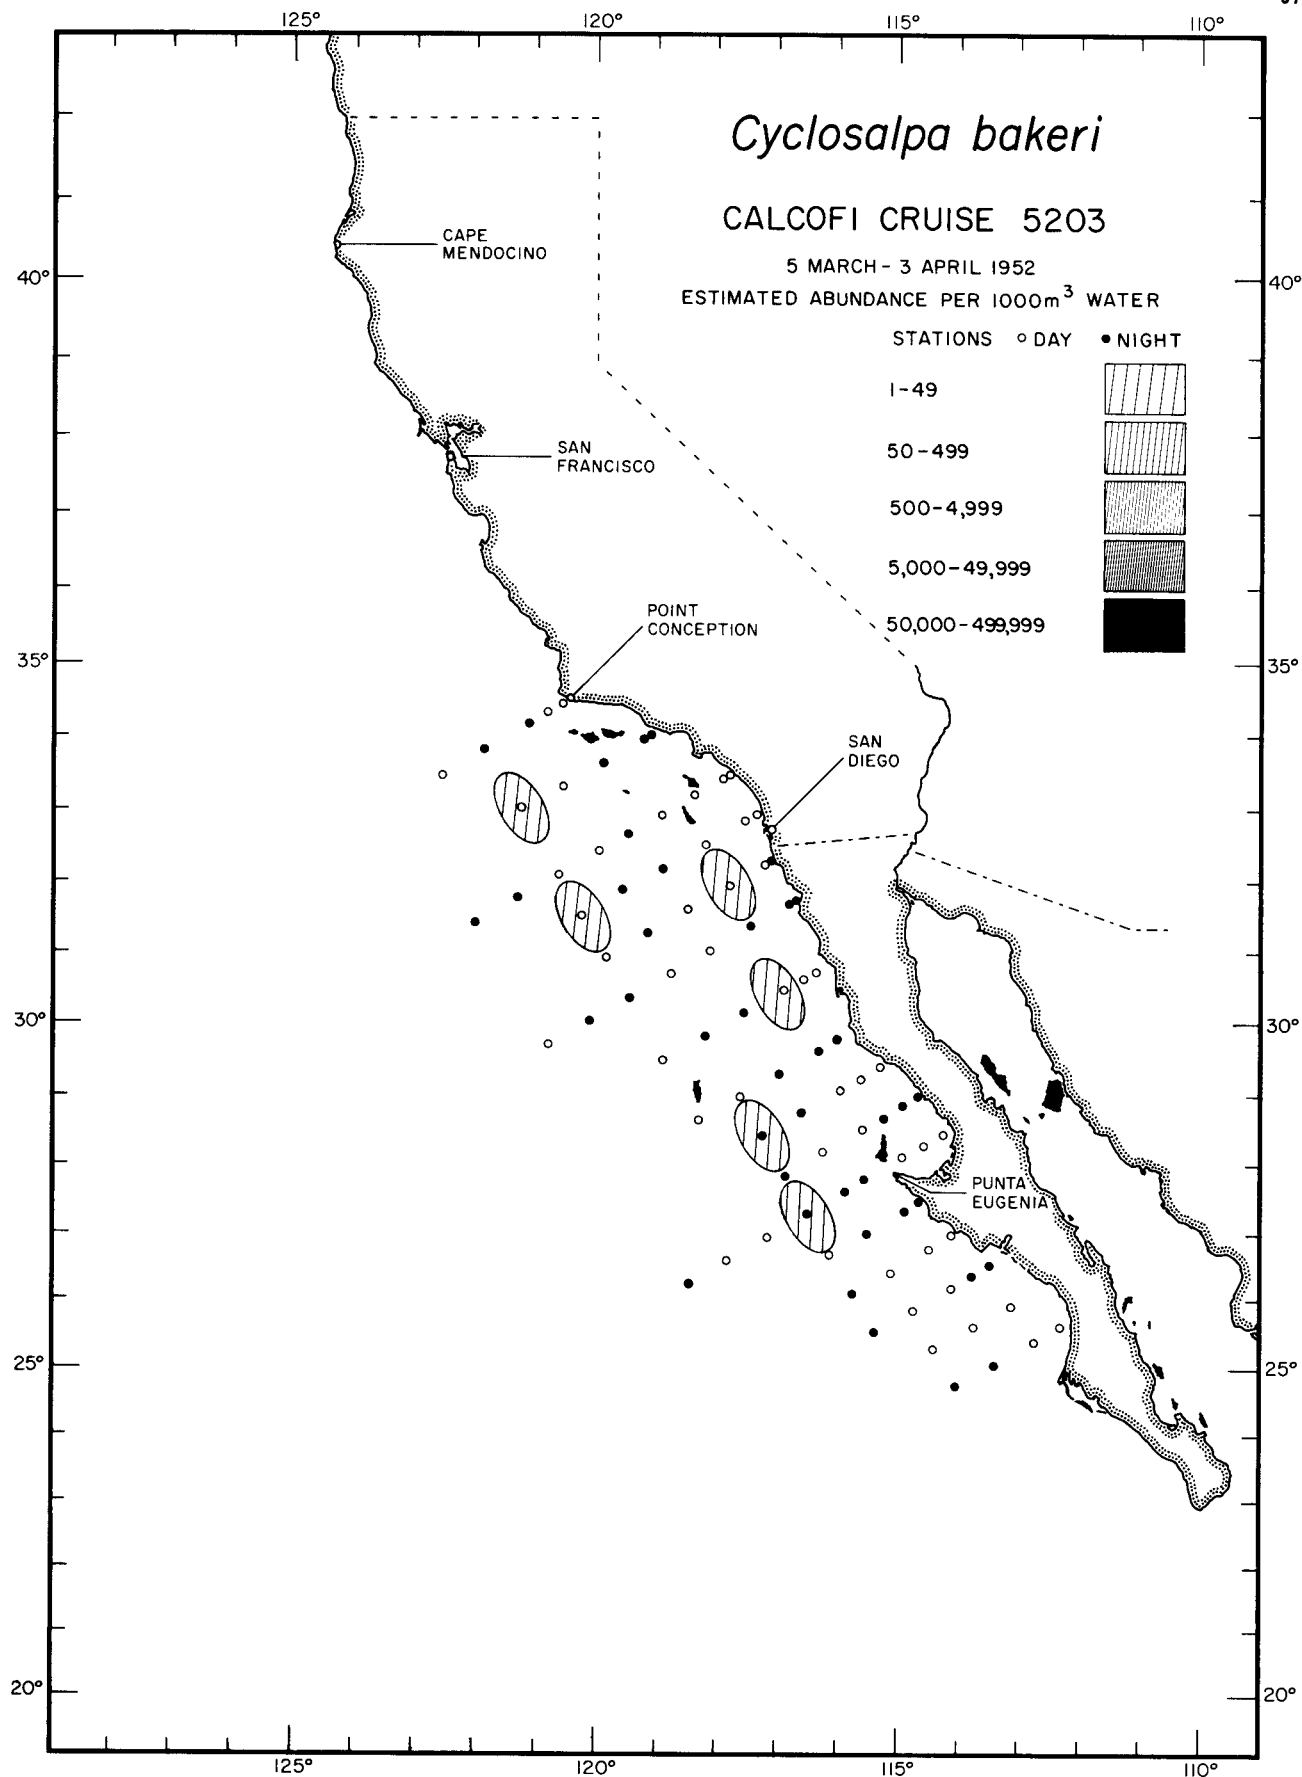 125° 120° 115° 110°
Cyclosalpa bakeri
CALCOFI CRUISE 5203
5 MARCH - 3 APRIL 1952
ESTIMATED ABUNDANCE PER 1000m³ WATER
STATIONS ○ DAY ● NIGHT
1-49
50-499
500-4,999
5,000-49,999
50,000-499,999
CAPE
MENDOCINO
40° 40°
SAN
FRANCISCO
POINT
CONCEPTION
35° 35°
SAN
DIEGO
30° 30°
PUNTA
EUGENIA
25° 25°
20° 20°
125° 120° 115° 110°